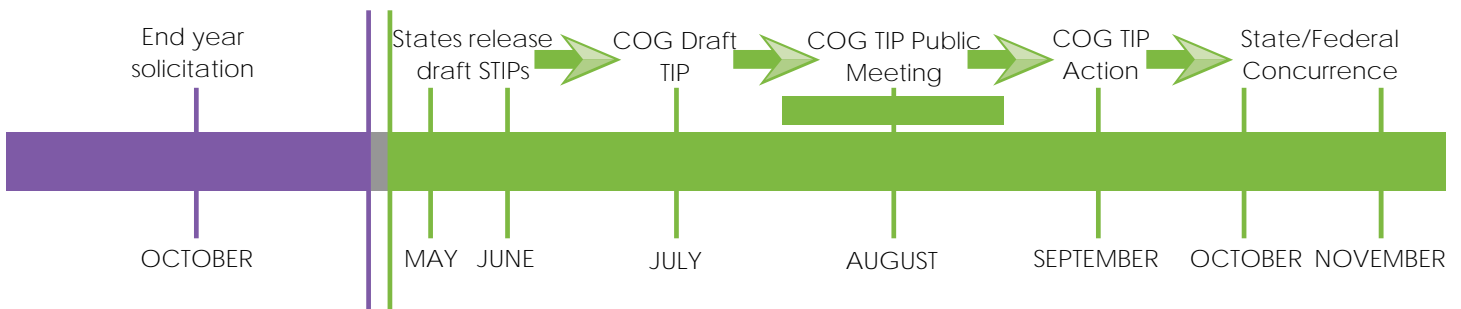 End year
solicitation
States release
draft STIPs
COG Draft
TIP
COG TIP Public
Meeting
COG TIP
Action
State/Federal
Concurrence
OCTOBER
MAY
JUNE
JULY
AUGUST
SEPTEMBER
OCTOBER
NOVEMBER